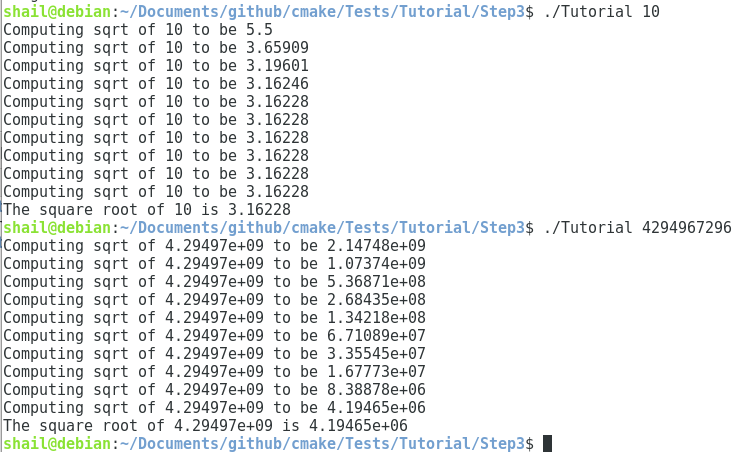 shail@debian:~/Documents/github/cmake/Tests/Tutorial/Step3$ ./Tutorial 10
Computing sqrt of 10 to be 5.5
Computing sqrt of 10 to be 3.65909
Computing sqrt of 10 to be 3.19601
Computing sqrt of 10 to be 3.16246
Computing sqrt of 10 to be 3.16228
Computing sqrt of 10 to be 3.16228
Computing sqrt of 10 to be 3.16228
Computing sqrt of 10 to be 3.16228
Computing sqrt of 10 to be 3.16228
Computing sqrt of 10 to be 3.16228
The square root of 10 is 3.16228
shail@debian:~/Documents/github/cmake/Tests/Tutorial/Step3$ ./Tutorial 4294967296
Computing sqrt of 4.29497e+09 to be 2.14748e+09
Computing sqrt of 4.29497e+09 to be 1.07374e+09
Computing sqrt of 4.29497e+09 to be 5.36871e+08
Computing sqrt of 4.29497e+09 to be 2.68435e+08
Computing sqrt of 4.29497e+09 to be 1.34218e+08
Computing sqrt of 4.29497e+09 to be 6.71089e+07
Computing sqrt of 4.29497e+09 to be 3.35545e+07
Computing sqrt of 4.29497e+09 to be 1.67773e+07
Computing sqrt of 4.29497e+09 to be 8.38878e+06
Computing sqrt of 4.29497e+09 to be 4.19465e+06
The square root of 4.29497e+09 is 4.19465e+06
shail@debian:~/Documents/github/cmake/Tests/Tutorial/Step3$